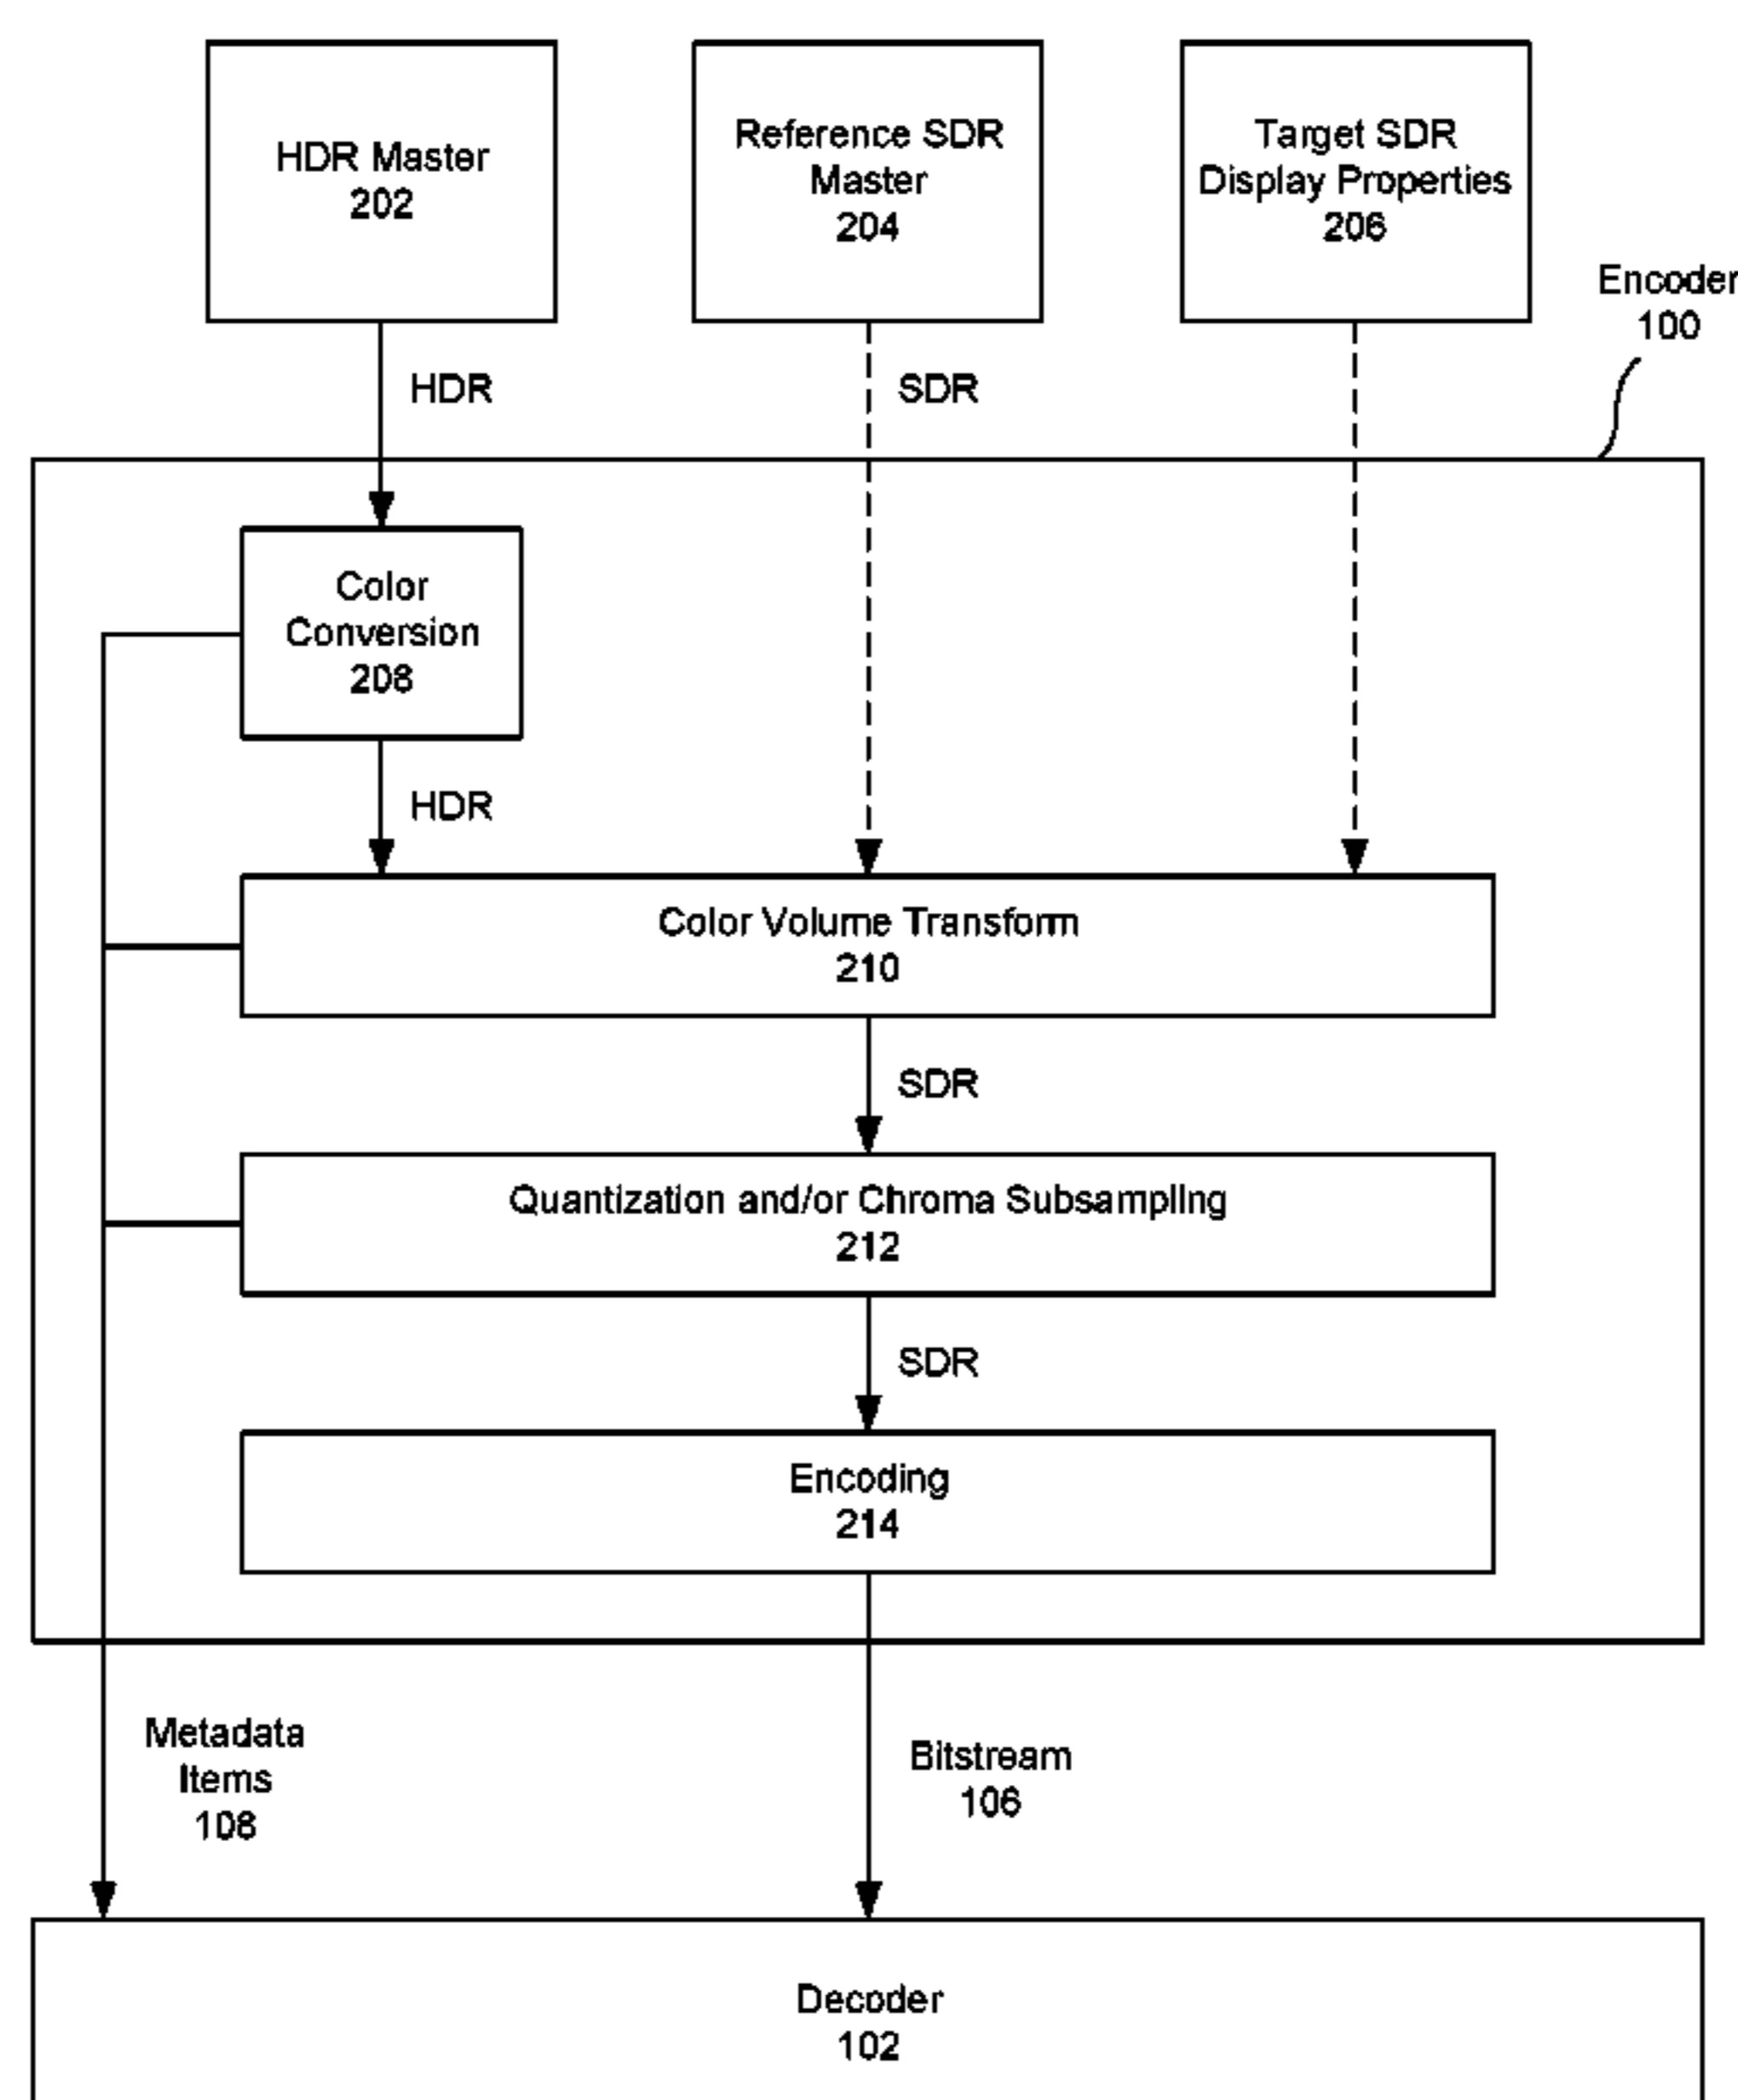 HDR Master
202
Reference SDR
Master
204
Target SDR
Display Properties
206
Encoder
100
HDR
SDR
Color
Conversion
208
HDR
Color Volume Transform
210
SDR
Quantization and/or Chroma Subsampling
212
SDR
Encoding
214
Metadata
Items
108
Bitstream
106
Decoder
102